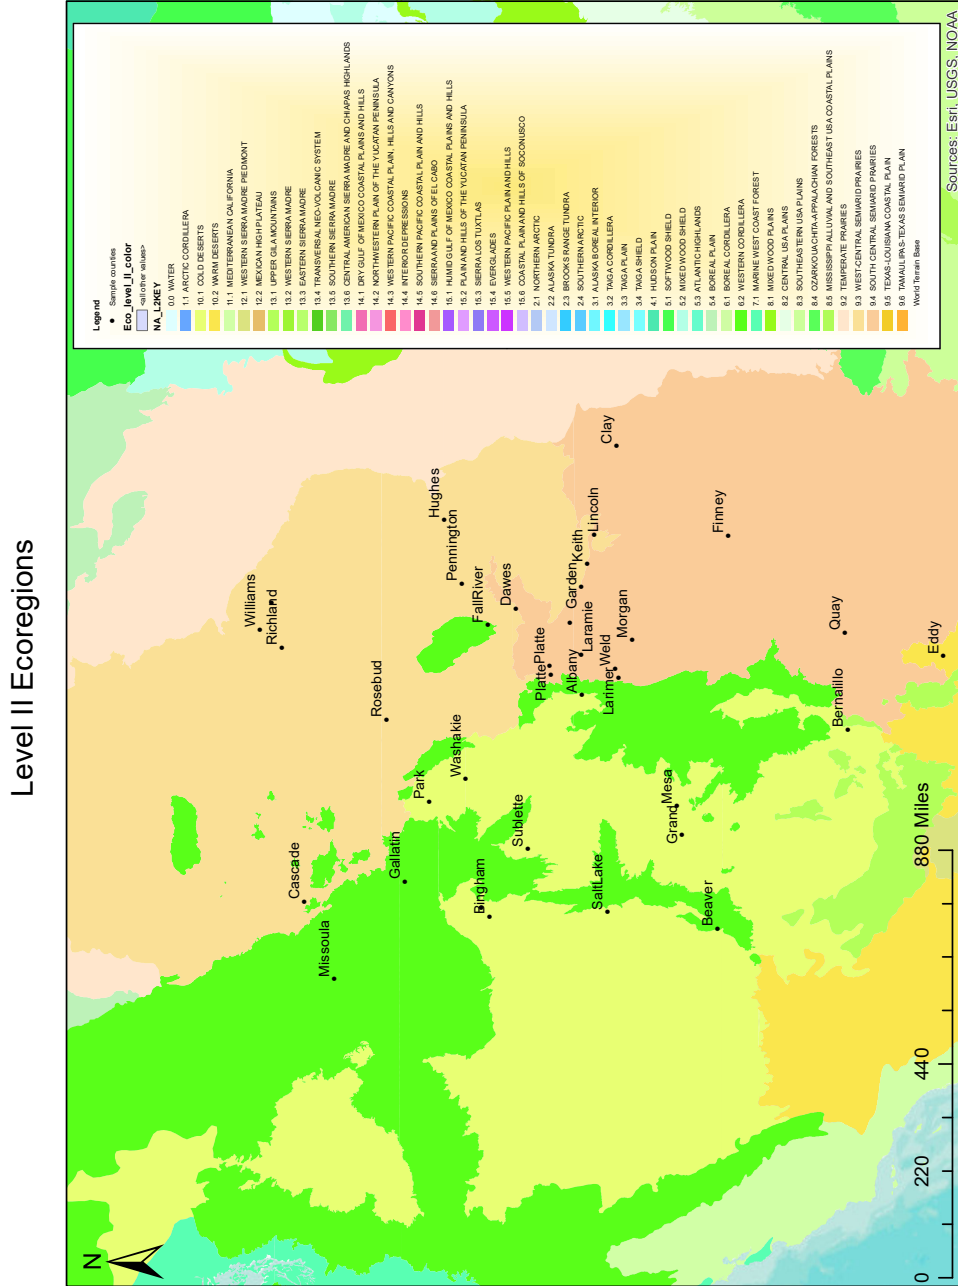 Level II Ecoregions
Legend
Sample counties
Eco_level_II_color
<all other values>
NA_L2KEY
0.0 WATER
1.1 ARCTIC CORDILLERA
10.1 COLD DESERTS
10.2 WARM DESERTS
11.1 MEDITERRANEAN CALIFORNIA
12.1 WESTERN SIERRA MADRE PIEDMONT
12.2 MEXICAN HIGH PLATEAU
13.1 UPPER GILA MOUNTAINS
13.2 WESTERN SIERRA MADRE
13.3 EASTERN SIERRA MADRE
13.4 TRANSVERSAL NEO-VOLCANIC SYSTEM
13.5 SOUTHERN SIERRA MADRE
13.6 CENTRAL AMERICAN SIERRA MADRE AND CHIAPAS HIGHLANDS
14.1 DRY GULF OF MEXICO COASTAL PLAINS AND HILLS
14.2 NORTHWESTERN PLAIN OF THE YUCATAN PENINSULA
14.3 WESTERN PACIFIC COASTAL PLAIN, HILLS AND CANYONS
14.4 INTERIOR DEPRESSIONS
14.5 SOUTHERN PACIFIC COASTAL PLAIN AND HILLS
14.6 SIERRA AND PLAINS OF EL CABO
15.1 HUMID GULF OF MEXICO COASTAL PLAINS AND HILLS
15.2 PLAIN AND HILLS OF THE YUCATAN PENINSULA
15.3 SIERRA LOS TUXTLAS
15.4 EVERGLADES
15.5 WESTERN PACIFIC PLAIN AND HILLS
15.6 COASTAL PLAIN AND HILLS OF SOCONUSCO
2.1 NORTHERN ARCTIC
2.2 ALASKA TUNDRA
2.3 BROOKS RANGE TUNDRA
2.4 SOUTHERN ARCTIC
3.1 ALASKA BOREAL INTERIOR
3.2 TAIGA CORDILLERA
3.3 TAIGA PLAIN
3.4 TAIGA SHIELD
4.1 HUDSON PLAIN
5.1 SOFTWOOD SHIELD
5.2 MIXED WOOD SHIELD
5.3 ATLANTIC HIGHLANDS
5.4 BOREAL PLAIN
6.1 BOREAL CORDILLERA
6.2 WESTERN CORDILLERA
7.1 MARINE WEST COAST FOREST
8.1 MIXED WOOD PLAINS
8.2 CENTRAL USA PLAINS
8.3 SOUTHEASTERN USA PLAINS
8.4 OZARK/OUACHITA-APPALACHIAN FORESTS
8.5 MISSISSIPPI ALLUVIAL AND SOUTHEAST USA COASTAL PLAINS
9.2 TEMPERATE PRAIRIES
9.3 WEST-CENTRAL SEMIARID PRAIRIES
9.4 SOUTH CENTRAL SEMIARID PRAIRIES
9.5 TEXAS-LOUISIANA COASTAL PLAIN
9.6 TAMAULIPAS-TEXAS SEMIARID PLAIN
World Terrain Base
N
Williams
Richland
Cascade
Missoula
Rosebud
Gallatin
Park
Hughes
Washakie
Pennington
Bingham
FallRiver
Dawes
Sublette
Platte
Platte
Garden
Keith
Albany
Laramie
Lincoln
SaltLake
Larimer
Weld
Morgan
Clay
Grand
Mesa
Beaver
Finney
Bernalillo
Quay
Eddy
0 220 440 880 Miles
Sources: Esri, USGS, NOAA